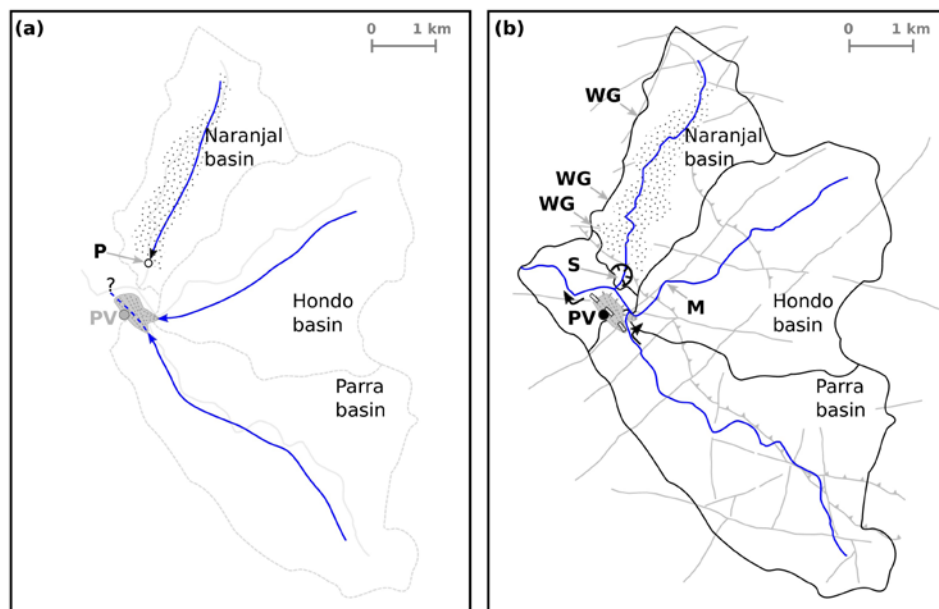 (a)
0 1 km
Naranjal
basin
P
?
PV
Hondo
basin
Parra
basin
(b)
0 1 km
WG
Naranjal
basin
WG
WG
S
M
Hondo
basin
PV
Parra
basin